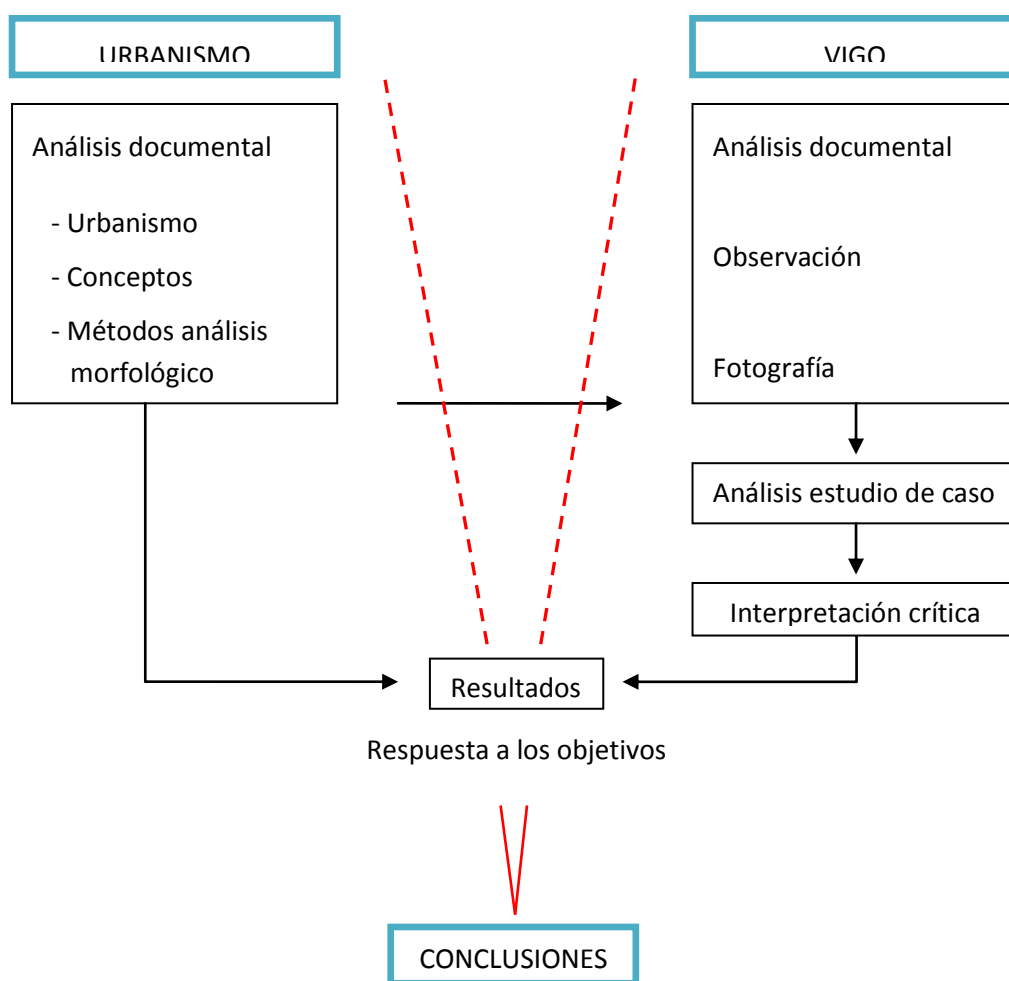 URBANISMO
VIGO
Análisis documental
- Urbanismo
- Conceptos
- Métodos análisis
morfológico
Análisis documental
Observación
Fotografía
Análisis estudio de caso
Interpretación crítica
Resultados
Respuesta a los objetivos
CONCLUSIONES